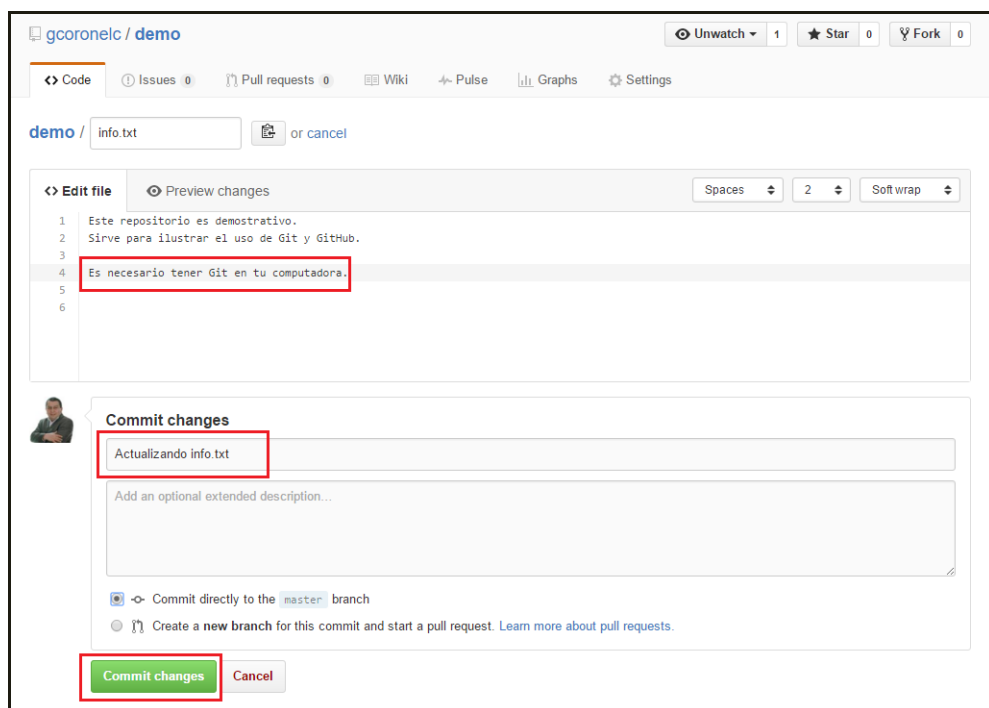 gcoronelc / demo
Unwatch 1 Star 0 Fork 0
Code Issues 0 Pull requests 0 Wiki Pulse Graphs Settings
demo / info.txt or cancel
<> Edit file Preview changes Spaces 2 Soft wrap
1 Este repositorio es demostrativo.
2 Sirve para ilustrar el uso de Git y GitHub.
3
4 Es necesario tener Git en tu computadora.
5
6
Commit changes
Actualizando info.txt
Add an optional extended description...
Commit directly to the master branch
Create a new branch for this commit and start a pull request. Learn more about pull requests.
Commit changes Cancel